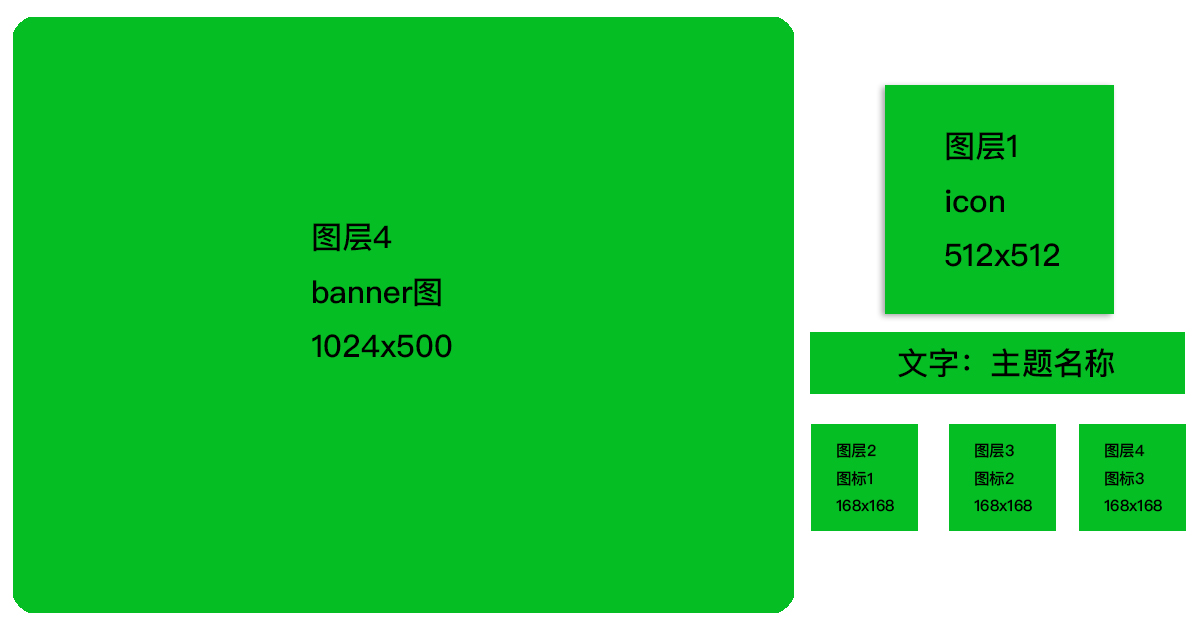 图层4
banner图
1024x500
图层1
icon
512x512
文字：主题名称
图层2
图标1
168x168
图层3
图标2
168x168
图层4
图标3
168x168